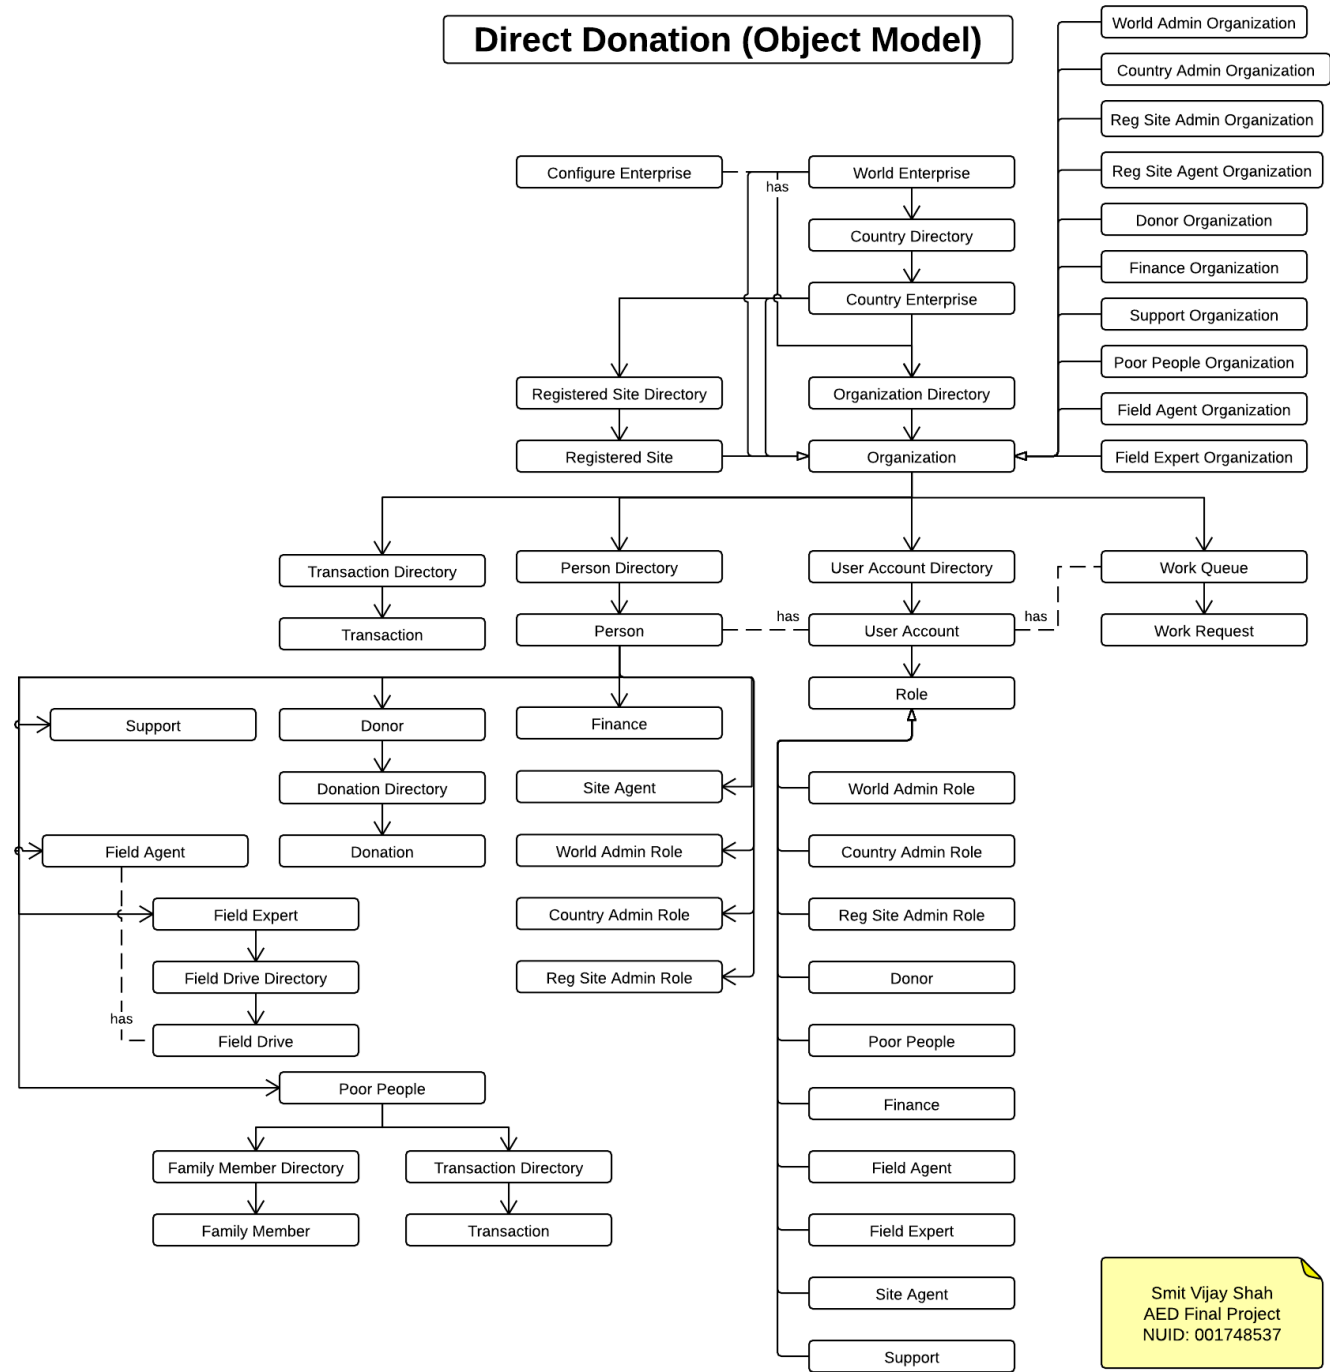 Direct Donation (Object Model)
World Admin Organization
Country Admin Organization
Reg Site Admin Organization
Configure Enterprise
has
World Enterprise
Reg Site Agent Organization
Country Directory
Donor Organization
Finance Organization
Country Enterprise
Support Organization
Poor People Organization
Registered Site Directory
Organization Directory
Field Agent Organization
Registered Site
Organization
Field Expert Organization
Transaction Directory
Person Directory
User Account Directory
Work Queue
Transaction
Person
has
User Account
has
Work Request
Role
Support
Donor
Finance
Donation Directory
Site Agent
World Admin Role
Field Agent
Donation
World Admin Role
Country Admin Role
Field Expert
Country Admin Role
Reg Site Admin Role
Field Drive Directory
Reg Site Admin Role
Donor
has
Field Drive
Poor People
Poor People
Finance
Family Member Directory
Transaction Directory
Field Agent
Family Member
Transaction
Field Expert
Site Agent
Support
Smit Vijay Shah
AED Final Project
NUID: 001748537